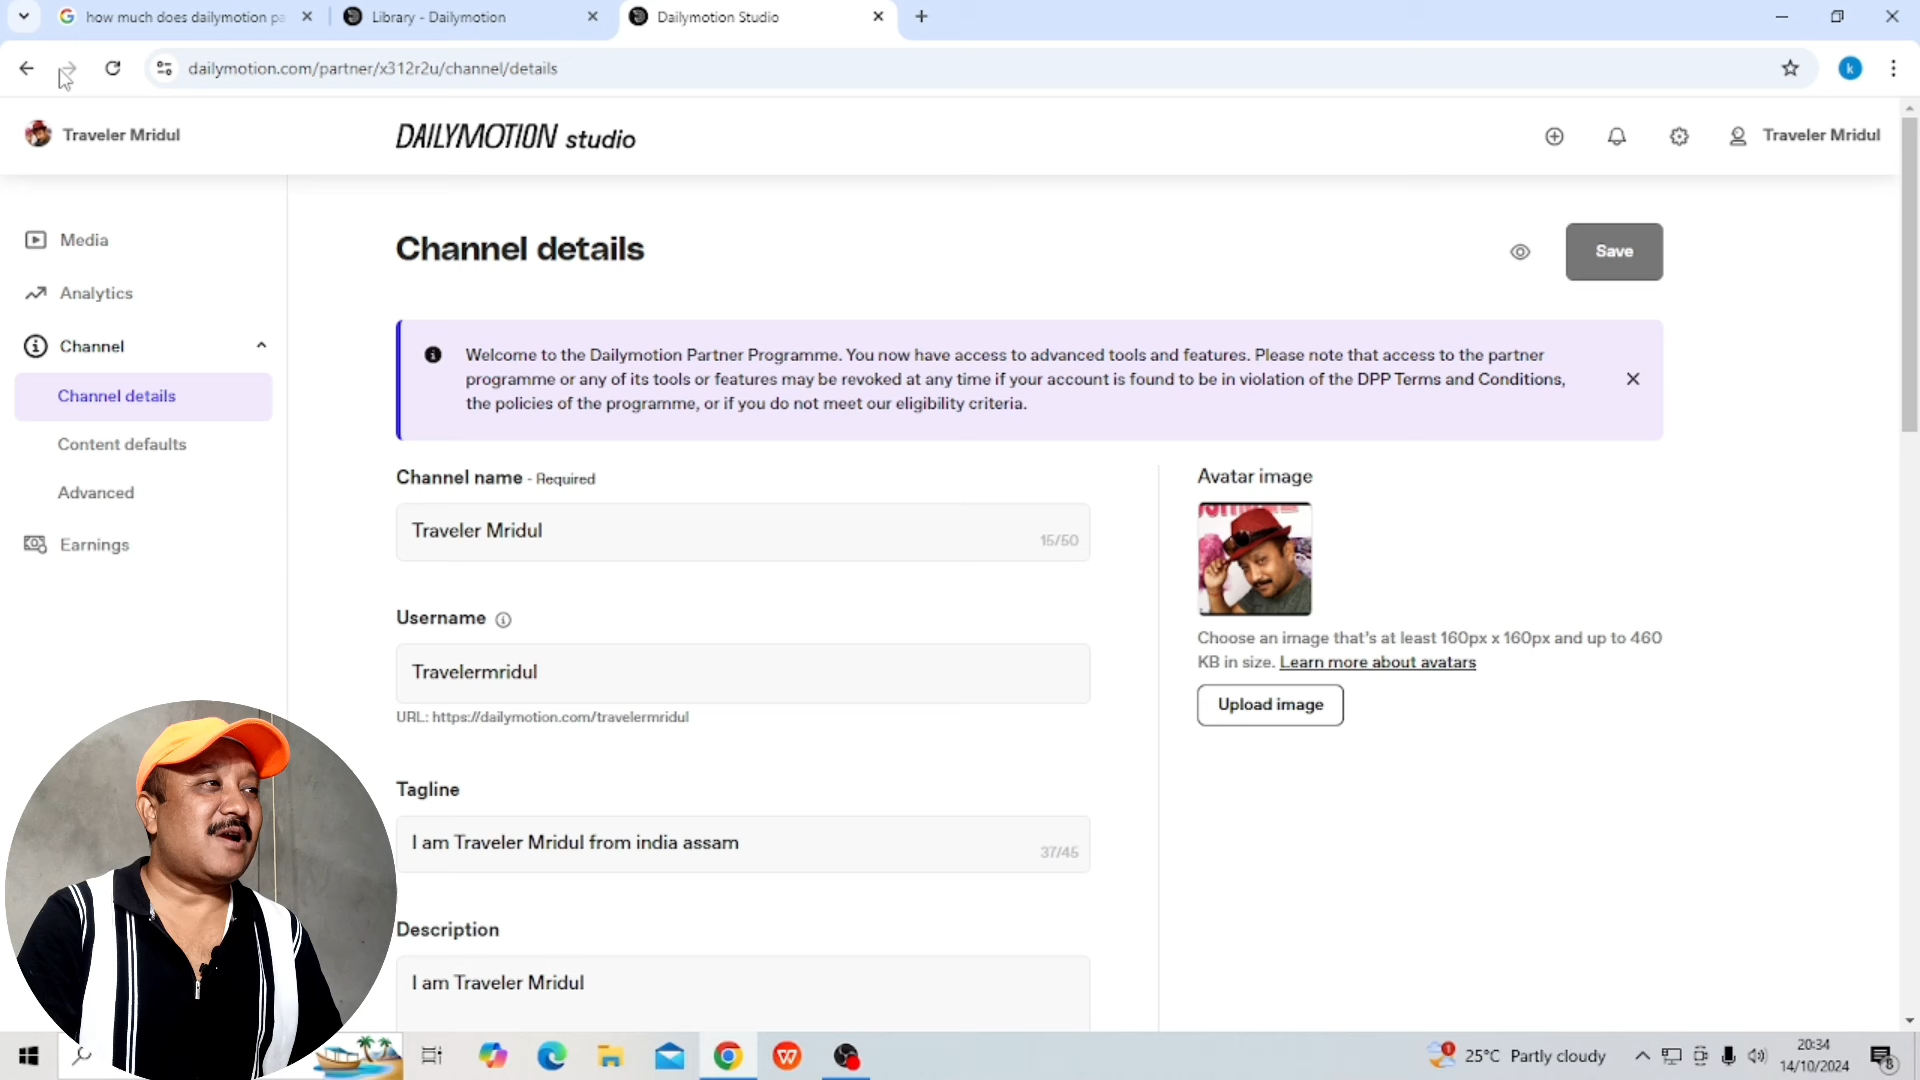 how much does dailymotion pa
Library - Dailymotion
Dailymotion Studio
dailymotion.com/partner/x312r2u/channel/details
k
Traveler Mridul
DAILYMOTION studio
Traveler Mridul
Media
Analytics
Channel
Channel details
Content defaults
Advanced
Earnings
Channel details
Save
Welcome to the Dailymotion Partner Programme. You now have access to advanced tools and features. Please note that access to the partner
programme or any of its tools or features may be revoked at any time if your account is found to be in violation of the DPP Terms and Conditions,
the policies of the programme, or if you do not meet our eligibility criteria.
Channel name - Required
Traveler Mridul
15/50
Username
Travelermridul
URL: https://dailymotion.com/travelermridul
Tagline
I am Traveler Mridul from india assam
37/45
Description
I am Traveler Mridul
Avatar image
Choose an image that's at least 160px x 160px and up to 460
KB in size. Learn more about avatars
Upload image
25°C Partly cloudy
20:34
14/10/2024
8